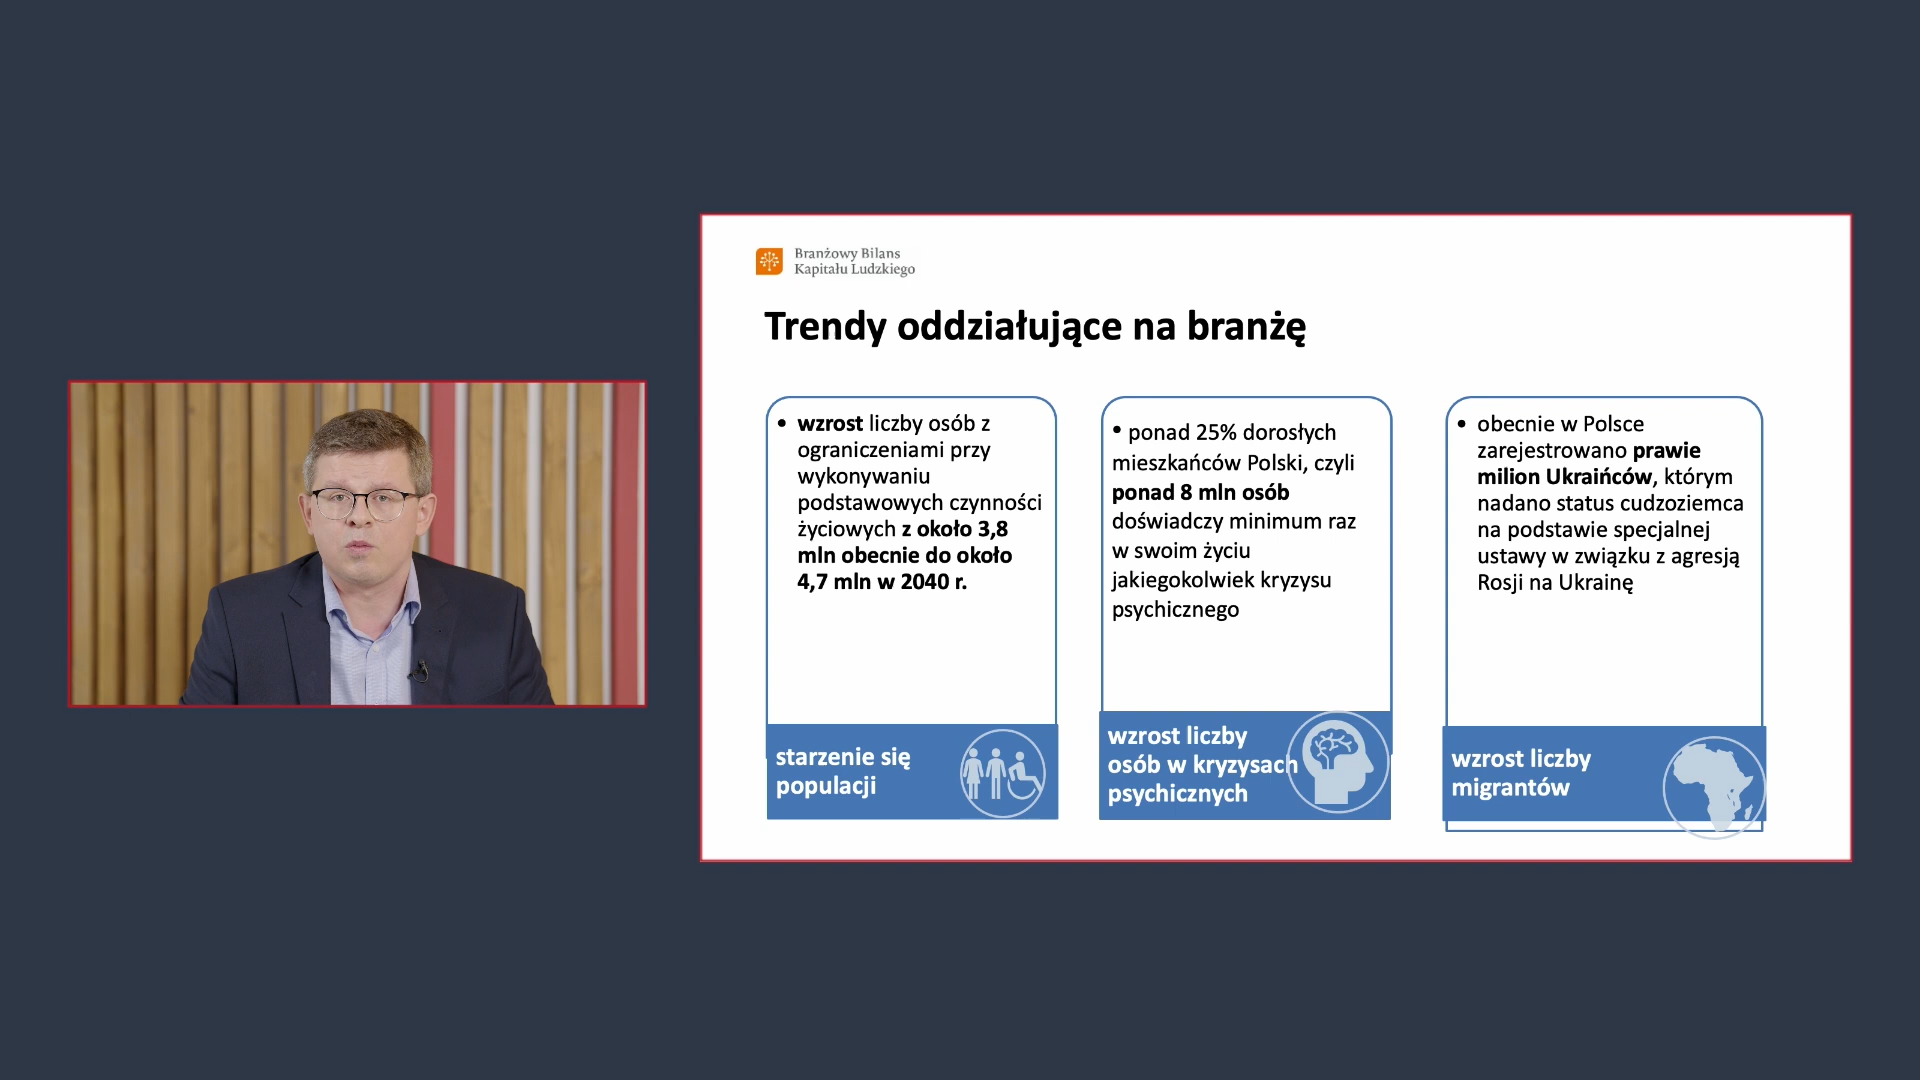 Branżowy Bilans
Kapitału Ludzkiego
Trendy oddziałujące na branżę
• wzrost liczby osób z
ograniczeniami przy
wykonywaniu
podstawowych czynności
życiowych z około 3,8
mln obecnie do około
4,7 mln w 2040 r.
starzenie się
populacji
• ponad 25% dorosłych
mieszkańców Polski, czyli
ponad 8 mln osób
doświadczy minimum raz
w swoim życiu
jakiegokolwiek kryzysu
psychicznego
wzrost liczby
osób w kryzysach
psychicznych
• obecnie w Polsce
zarejestrowano prawie
milion Ukraińców, którym
nadano status cudzoziemca
na podstawie specjalnej
ustawy w związku z agresją
Rosji na Ukrainę
wzrost liczby
migrantów